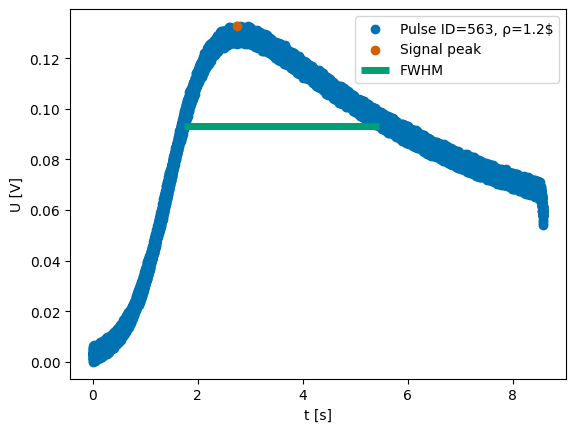 Pulse ID=563, ρ=1.2$
Signal peak
FWHM
U [V]
0.12
0.10
0.08
0.06
0.04
0.02
0.00
0 2 4 6 8
t [s]